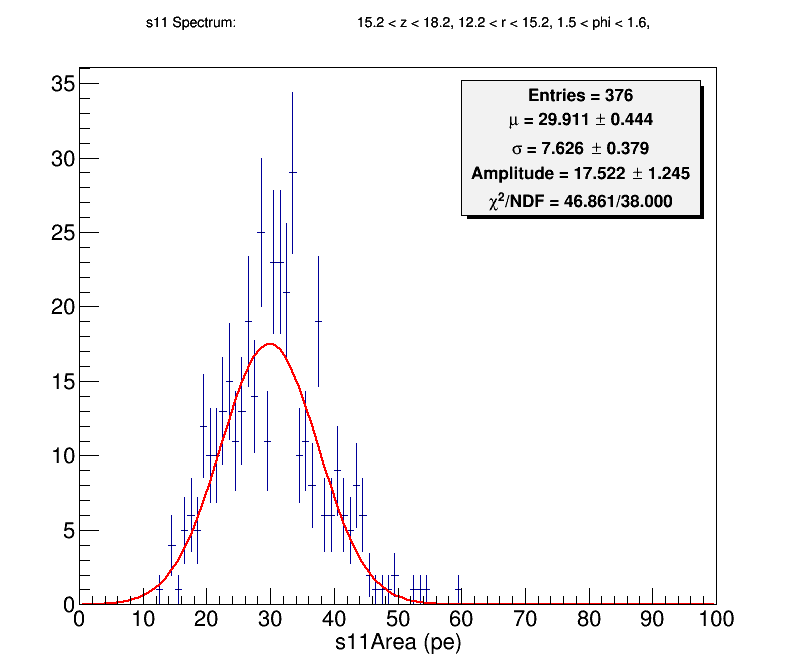 s11 Spectrum: 15.2 < z < 18.2, 12.2 < r < 15.2, 1.5 < phi < 1.6,
Entries = 376
μ = 29.911 ± 0.444
σ = 7.626 ± 0.379
Amplitude = 17.522 ± 1.245
χ²/NDF = 46.861/38.000
35
30
25
20
15
10
5
0
0 10 20 30 40 50 60 70 80 90 100
s11Area (pe)